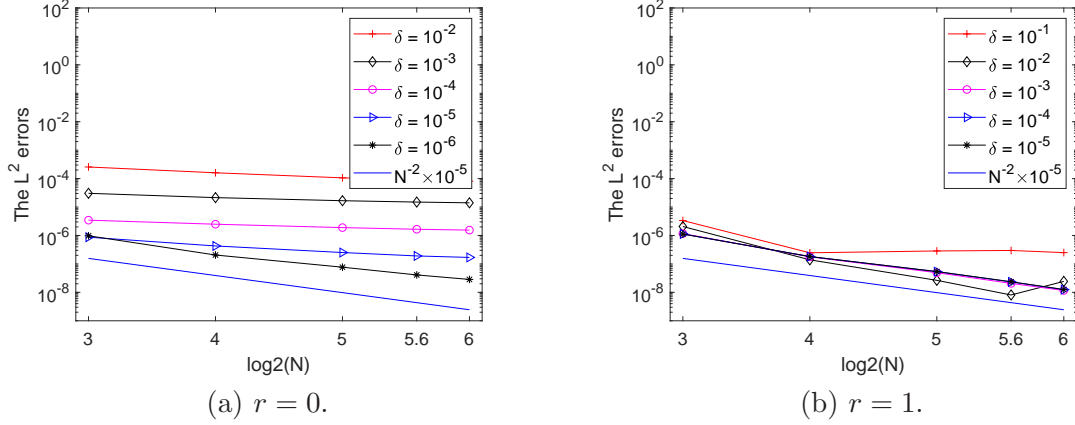 10^2
10^0
10^-2
10^-4
10^-6
10^-8
The L^2 errors
3
4
5
5.6
6
log2(N)
δ = 10^-2
δ = 10^-3
δ = 10^-4
δ = 10^-5
δ = 10^-6
N^-2×10^-5
(a) r = 0.
10^2
10^0
10^-2
10^-4
10^-6
10^-8
The L^2 errors
3
4
5
5.6
6
log2(N)
δ = 10^-1
δ = 10^-2
δ = 10^-3
δ = 10^-4
δ = 10^-5
N^-2×10^-5
(b) r = 1.